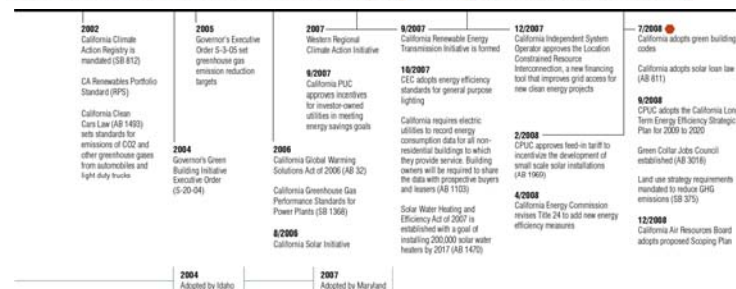 2002
California Climate
Action Registry is
mandated (SB 812)
CA Renewables Portfolio
Standard (RPS)
California Clean
Cars Law (AB 1493)
sets standards for
emissions of CO2 and
other greenhouse gases
from automobiles and
light duty trucks
2004
Governor's Green
Building Initiative
Executive Order
(S-20-04)
2005
Governor's Executive
Order S-3-05 set
greenhouse gas
emission reduction
targets
2006
California Global Warming
Solutions Act of 2006 (AB 32)
California Greenhouse Gas
Performance Standards for
Power Plants (SB 1368)
8/2006
California Solar Initiative
2007
Western Regional
Climate Action Initiative
9/2007
California PUC
approves incentives
for investor-owned
utilities in meeting
energy savings goals
9/2007
California Renewable Energy
Transmission Initiative is formed
10/2007
CEC adopts energy efficiency
standards for general purpose
lighting
California requires electric
utilities to record energy
consumption data for all non-
residential buildings to which
they provide service. Building
owners will be required to share
the data with prospective buyers
and leasers (AB 1103)
Solar Water Heating and
Efficiency Act of 2007 is
established with a goal of
installing 200,000 solar water
heaters by 2017 (AB 1470)
12/2007
California Independent System
Operator approves the Location
Constrained Resource
Interconnection, a new financing
tool that improves grid access for
new clean energy projects
2/2008
CPUC approves feed-in tariff to
incentivize the development of
small scale solar installations
(AB 1969)
4/2008
California Energy Commission
revises Title 24 to add new energy
efficiency measures
7/2008
California adopts green building
codes
California adopts solar loan law
(AB 811)
9/2008
CPUC adopts the California Lon
Term Energy Efficiency Strategic
Plan for 2009 to 2020
Green Collar Jobs Council
established (AB 3018)
Land use strategy requirements
mandated to reduce GHG
emissions (SB 375)
12/2008
California Air Resources Board
adopts proposed Scoping Plan
2004
Adopted by Idaho
2007
Adopted by Maryland